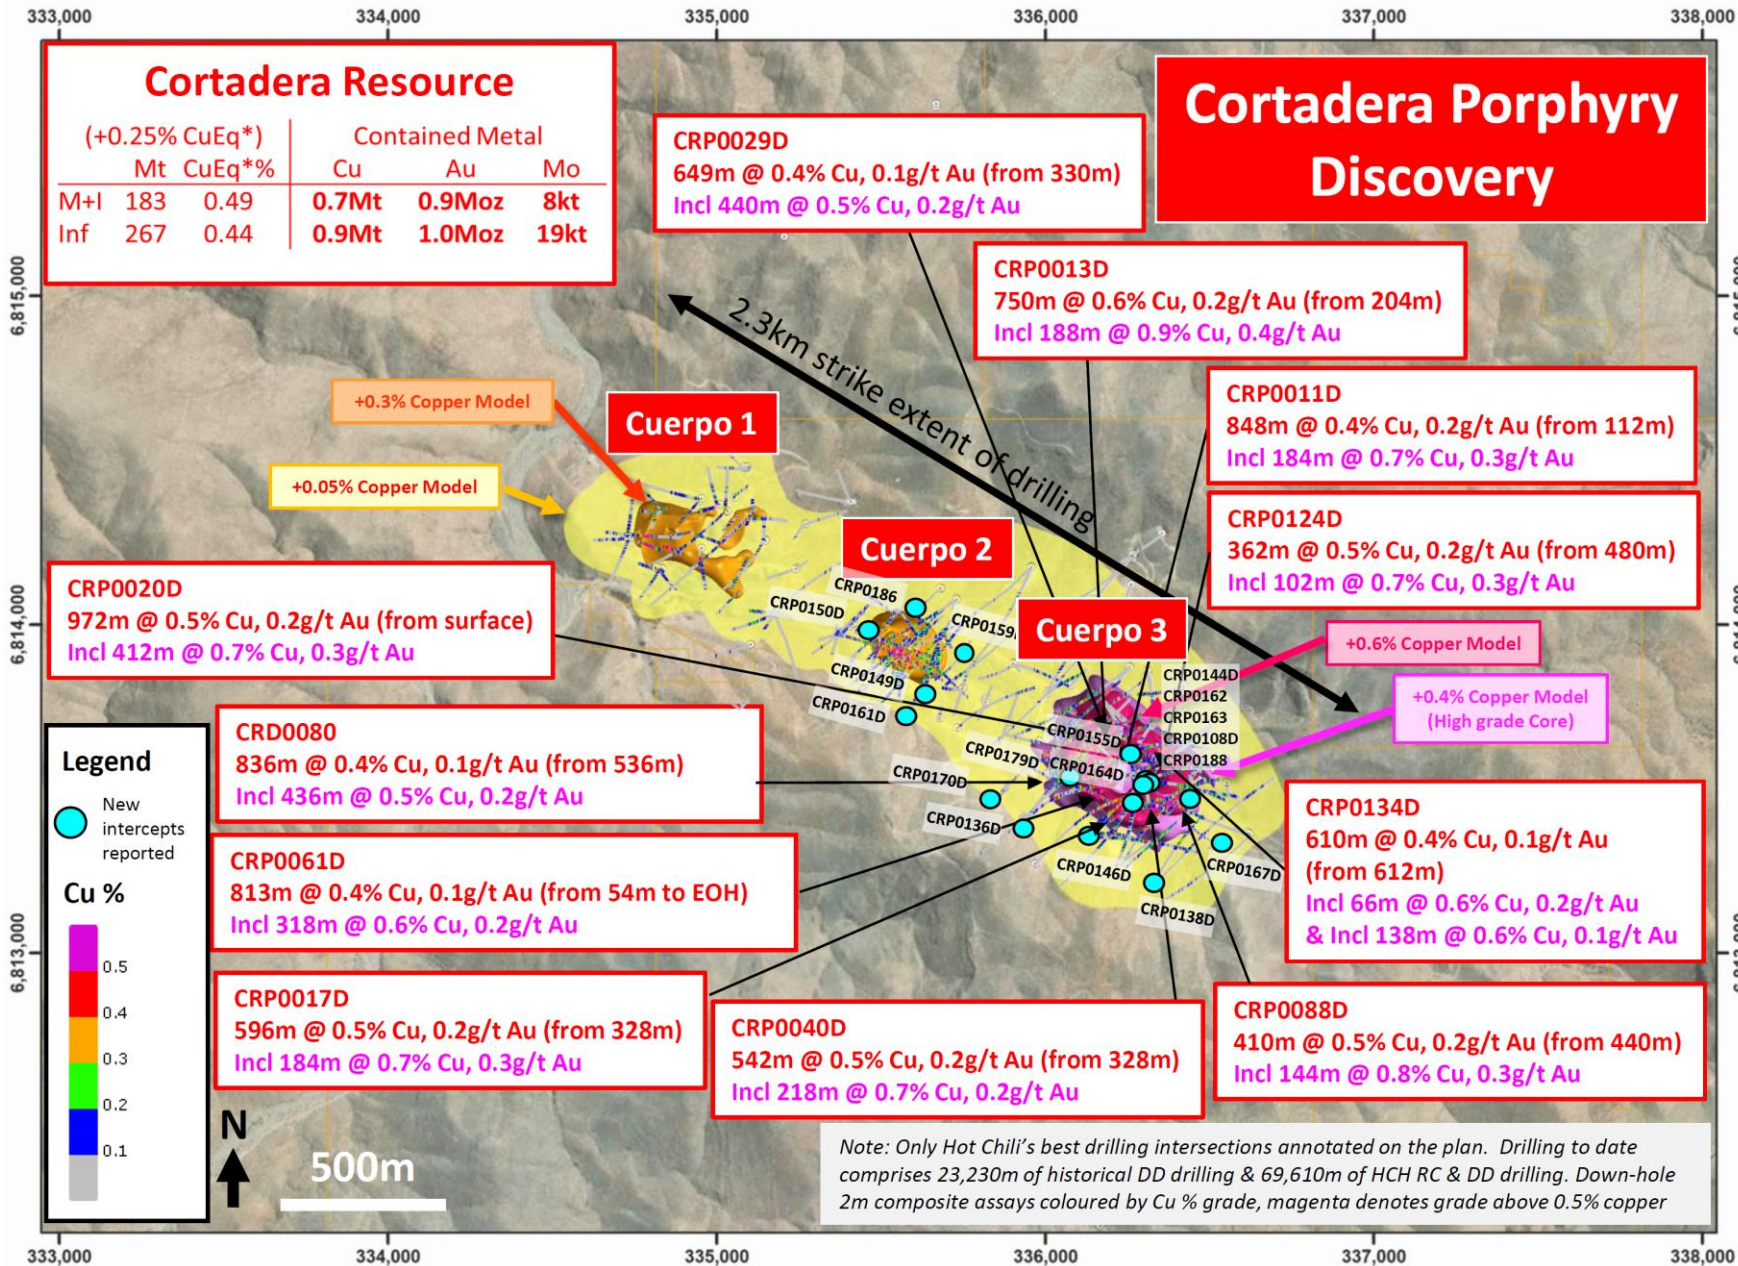 333,000 334,000 335,000 336,000 337,000 338,000
Cortadera Resource
(+0.25% CuEq*) Contained Metal
Mt CuEq*% Cu Au Mo
M+I 183 0.49 0.7Mt 0.9Moz 8kt
Inf 267 0.44 0.9Mt 1.0Moz 19kt
Cortadera Porphyry
Discovery
CRP0029D
649m @ 0.4% Cu, 0.1g/t Au (from 330m)
Incl 440m @ 0.5% Cu, 0.2g/t Au
CRP0013D
750m @ 0.6% Cu, 0.2g/t Au (from 204m)
Incl 188m @ 0.9% Cu, 0.4g/t Au
6,815,000
2.3km strike extent of drilling
CRP0011D
848m @ 0.4% Cu, 0.2g/t Au (from 112m)
Incl 184m @ 0.7% Cu, 0.3g/t Au
+0.3% Copper Model
Cuerpo 1
+0.05% Copper Model
CRP0124D
362m @ 0.5% Cu, 0.2g/t Au (from 480m)
Incl 102m @ 0.7% Cu, 0.3g/t Au
Cuerpo 2
CRP0020D
972m @ 0.5% Cu, 0.2g/t Au (from surface)
Incl 412m @ 0.7% Cu, 0.3g/t Au
6,814,000
CRP0186
CRP0150D
CRP0159
Cuerpo 3
+0.6% Copper Model
CRP0149D
CRP0161D
CRP0144D
CRP0162
CRP0163
CRP0108D
CRP0188
+0.4% Copper Model
(High grade Core)
CRP0155D
CRP0179D
CRP0164D
CRP0170D
CRP0136D
CRP0146D
CRP0167D
CRP0138D
CRD0080
836m @ 0.4% Cu, 0.1g/t Au (from 536m)
Incl 436m @ 0.5% Cu, 0.2g/t Au
Legend
New
intercepts
reported
Cu %
0.5
0.4
0.3
0.2
0.1
CRP0134D
610m @ 0.4% Cu, 0.1g/t Au
(from 612m)
Incl 66m @ 0.6% Cu, 0.2g/t Au
& Incl 138m @ 0.6% Cu, 0.1g/t Au
CRP0061D
813m @ 0.4% Cu, 0.1g/t Au (from 54m to EOH)
Incl 318m @ 0.6% Cu, 0.2g/t Au
6,813,000
CRP0017D
596m @ 0.5% Cu, 0.2g/t Au (from 328m)
Incl 184m @ 0.7% Cu, 0.3g/t Au
CRP0040D
542m @ 0.5% Cu, 0.2g/t Au (from 328m)
Incl 218m @ 0.7% Cu, 0.2g/t Au
CRP0088D
410m @ 0.5% Cu, 0.2g/t Au (from 440m)
Incl 144m @ 0.8% Cu, 0.3g/t Au
N
500m
Note: Only Hot Chili's best drilling intersections annotated on the plan. Drilling to date
comprises 23,230m of historical DD drilling & 69,610m of HCH RC & DD drilling. Down-hole
2m composite assays coloured by Cu % grade, magenta denotes grade above 0.5% copper
333,000 334,000 335,000 336,000 337,000 338,000